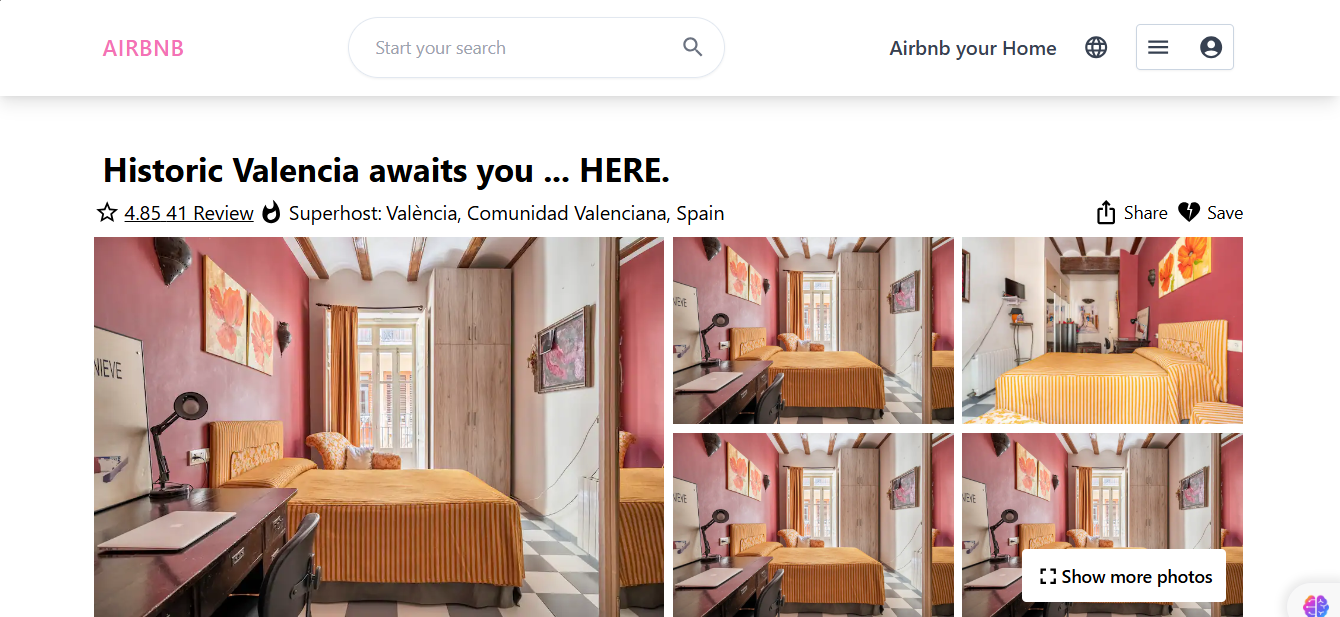 AIRBNB
Start your search
Airbnb your Home
Historic Valencia awaits you ... HERE.
4.85 41 Review Superhost: València, Comunidad Valenciana, Spain
Share Save
NIEVE
NIEVE
NIEVE
NIEVE
Show more photos